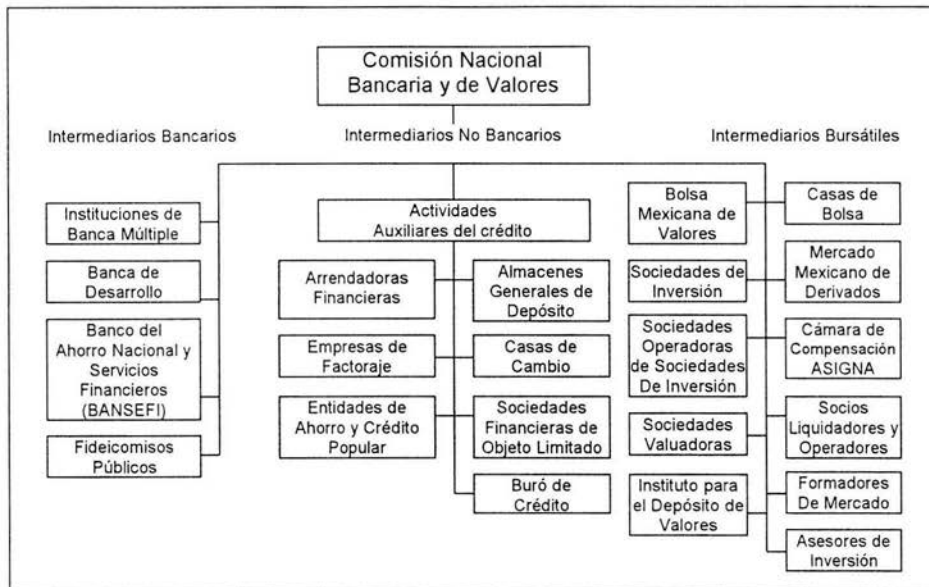 Comisión Nacional
Bancaria y de Valores
Intermediarios Bancarios
Intermediarios No Bancarios
Intermediarios Bursátiles
Instituciones de
Banca Múltiple
Banca de
Desarrollo
Banco del
Ahorro Nacional y
Servicios
Financieros
(BANSEFI)
Fideicomisos
Públicos
Actividades
Auxiliares del crédito
Arrendadoras
Financieras
Almacenes
Generales de
Depósito
Empresas de
Factoraje
Casas de
Cambio
Entidades de
Ahorro y Crédito
Popular
Sociedades
Financieras de
Objeto Limitado
Buró de
Crédito
Bolsa
Mexicana de
Valores
Casas de
Bolsa
Sociedades de
Inversión
Mercado
Mexicano de
Derivados
Sociedades
Operadoras
de Sociedades
De Inversión
Cámara de
Compensación
ASIGNA
Sociedades
Valuadoras
Socios
Liquidadores y
Operadores
Instituto para
el Depósito de
Valores
Formadores
De Mercado
Asesores de
Inversión